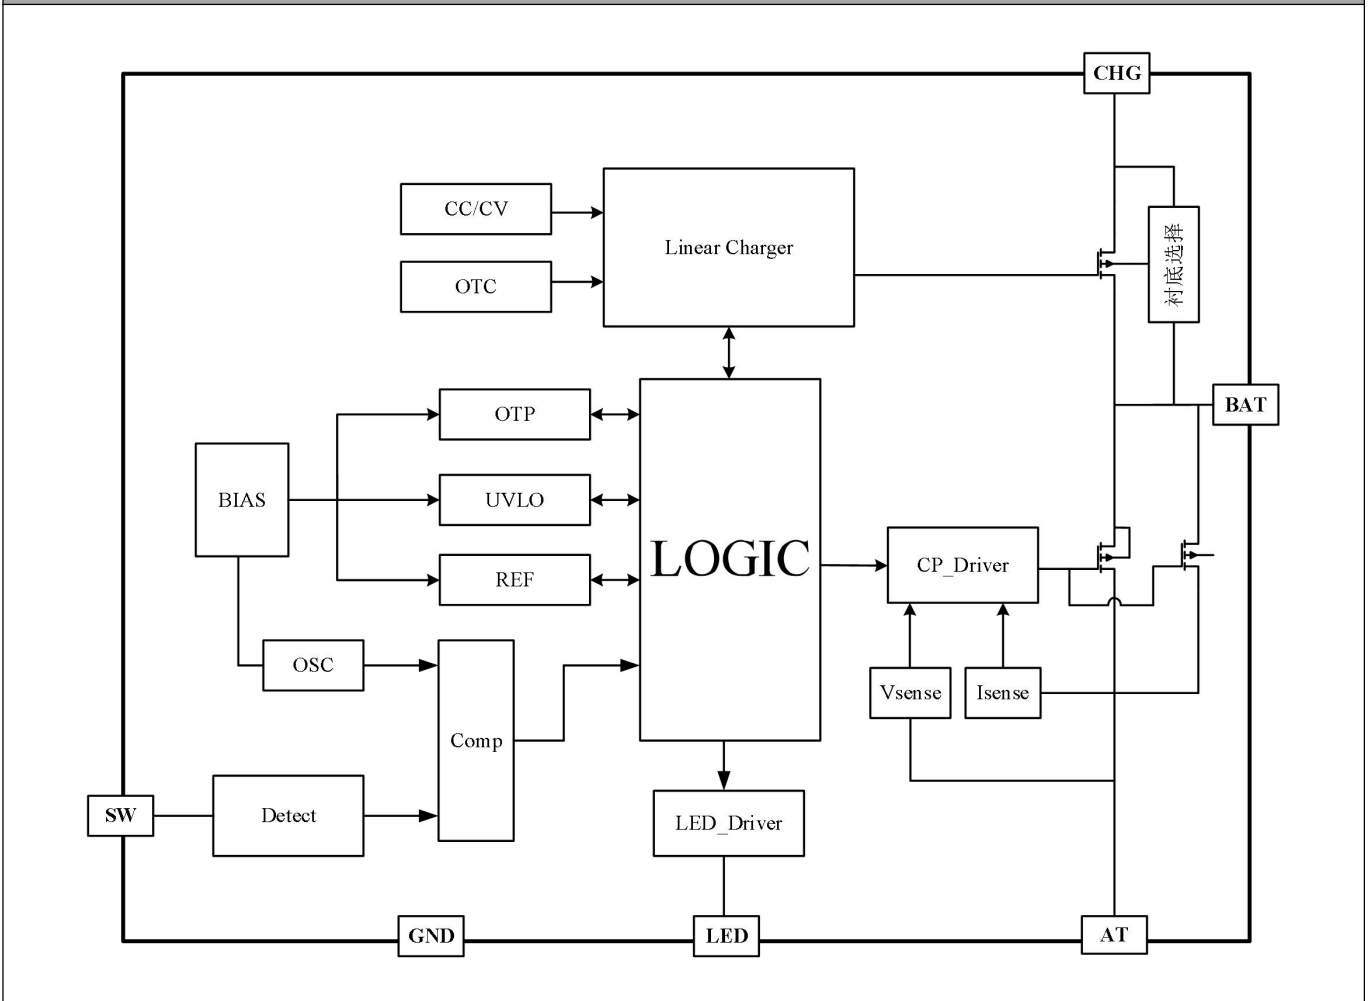 CHG
CC/CV
Linear Charger
衬底选择
OTC
OTP
BAT
BIAS
UVLO
LOGIC
CP_Driver
REF
OSC
Vsense
Isense
Comp
SW
Detect
LED_Driver
GND
LED
AT